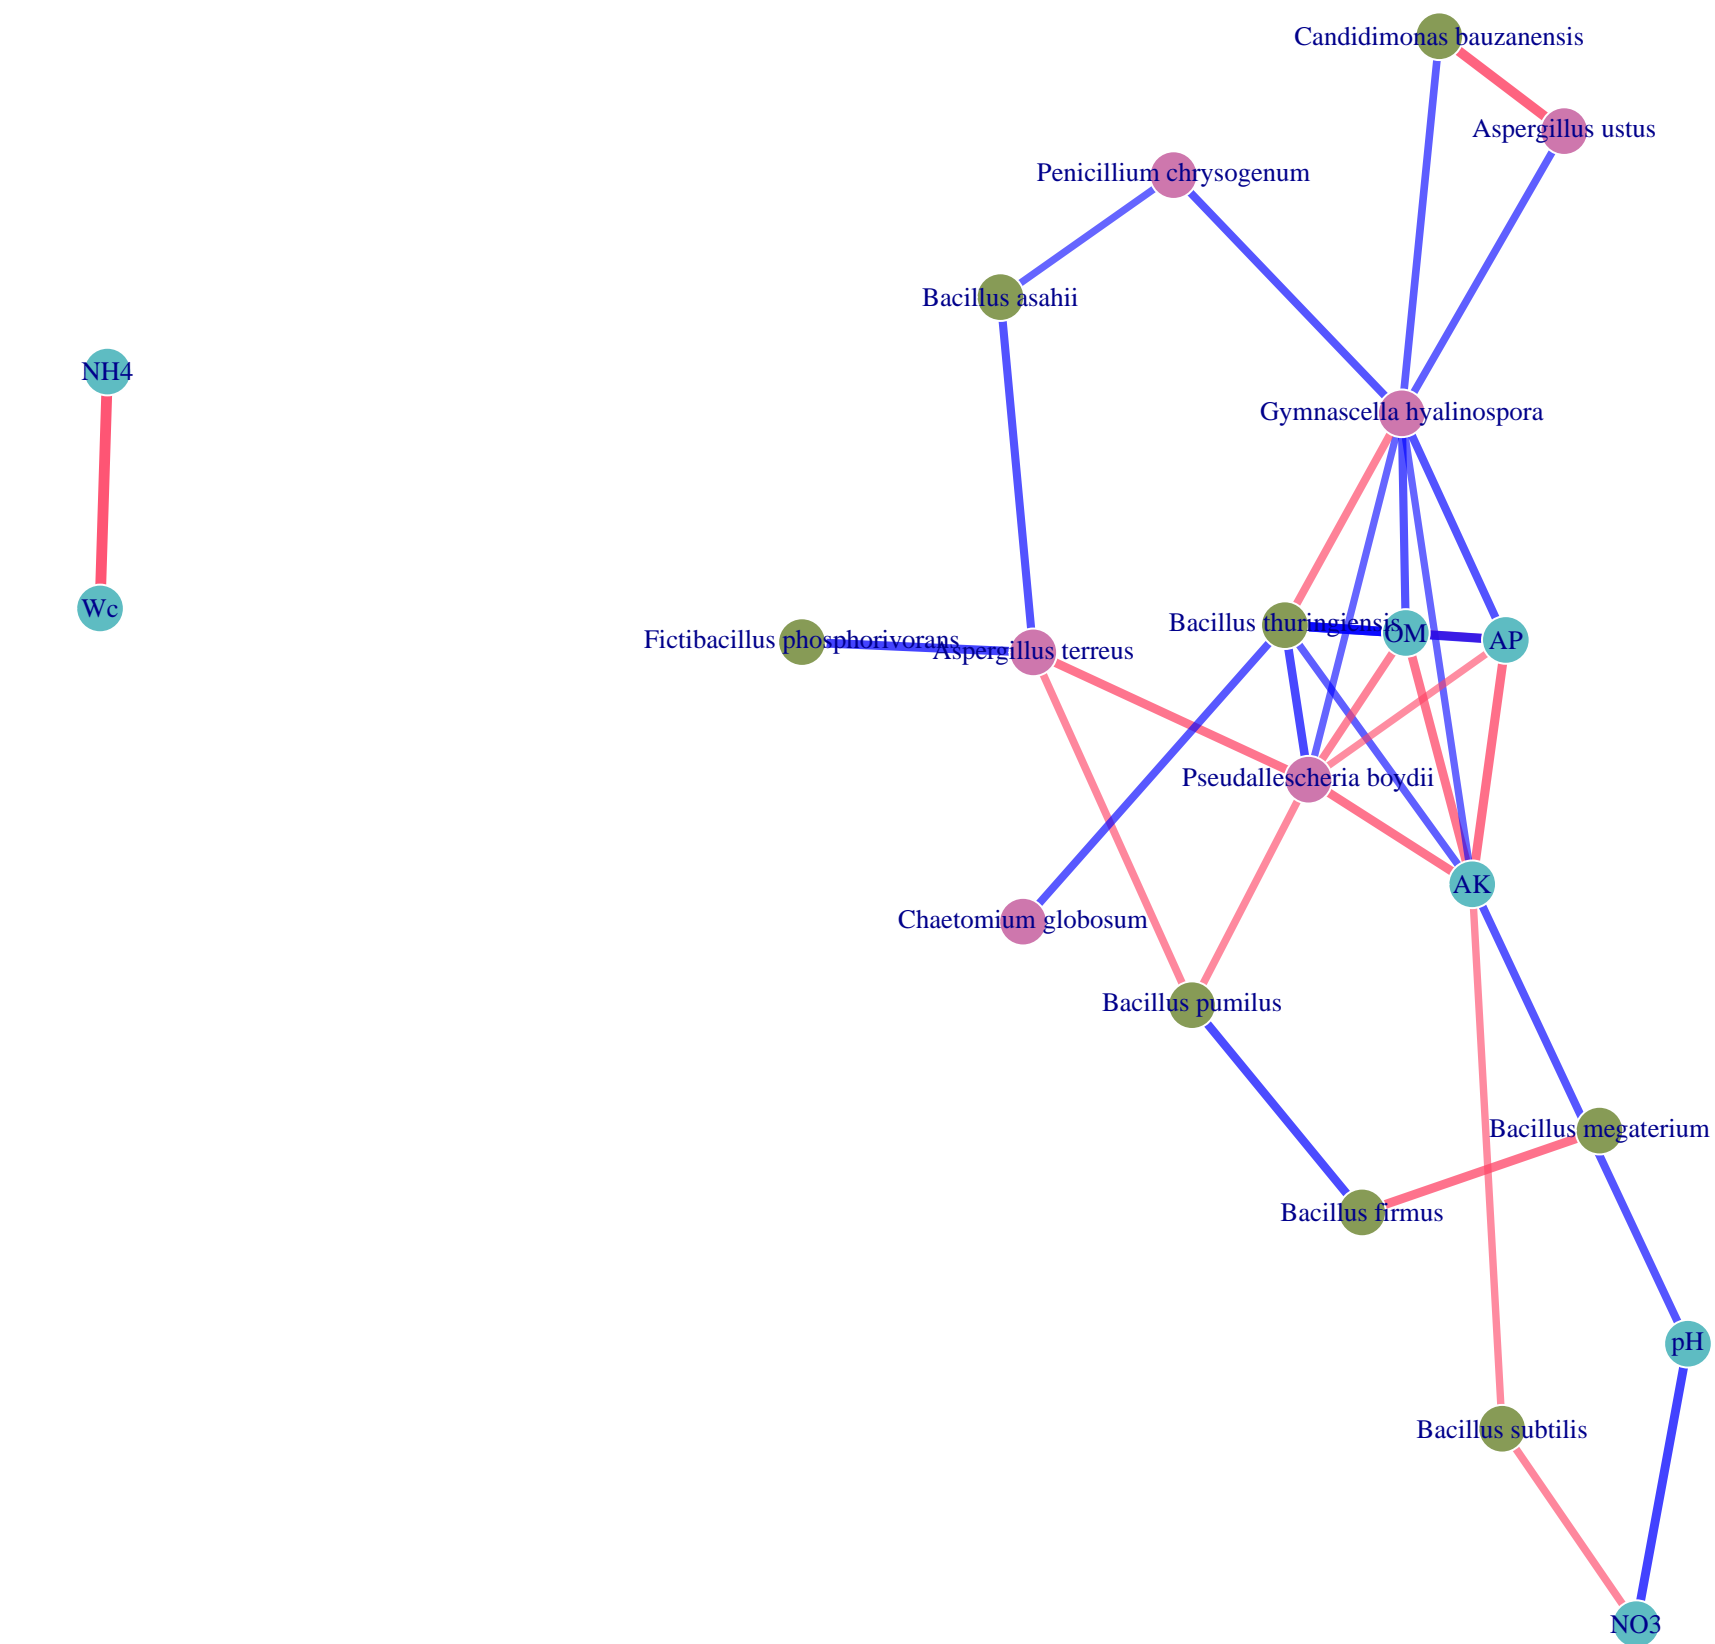 Candidimonas bauzanensis
Aspergillus ustus
Penicillium chrysogenum
Bacillus asahii
NH4
Gymnascella hyalinospora
Wc
Bacillus thuringiensis
OM
AP
Fictibacillus phosphorivorans
Aspergillus terreus
Pseudallescheria boydii
AK
Chaetomium globosum
Bacillus pumilus
Bacillus megaterium
Bacillus firmus
pH
Bacillus subtilis
NO3